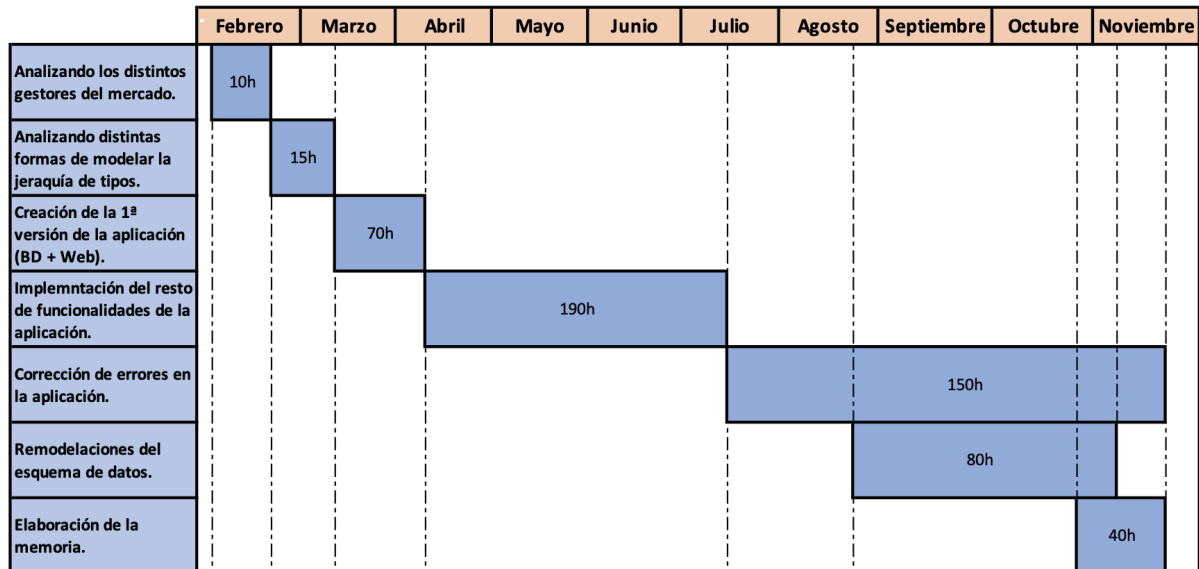 Febrero Marzo Abril Mayo Junio Julio Agosto Septiembre Octubre Noviembre
Analizando los distintos
gestores del mercado.
10h
Analizando distintas
formas de modelar la
jeraquía de tipos.
15h
Creación de la 1ª
versión de la aplicación
(BD + Web).
70h
Implemntación del resto
de funcionalidades de la
aplicación.
190h
Corrección de errores en
la aplicación.
150h
Remodelaciones del
esquema de datos.
80h
Elaboración de la
memoria.
40h